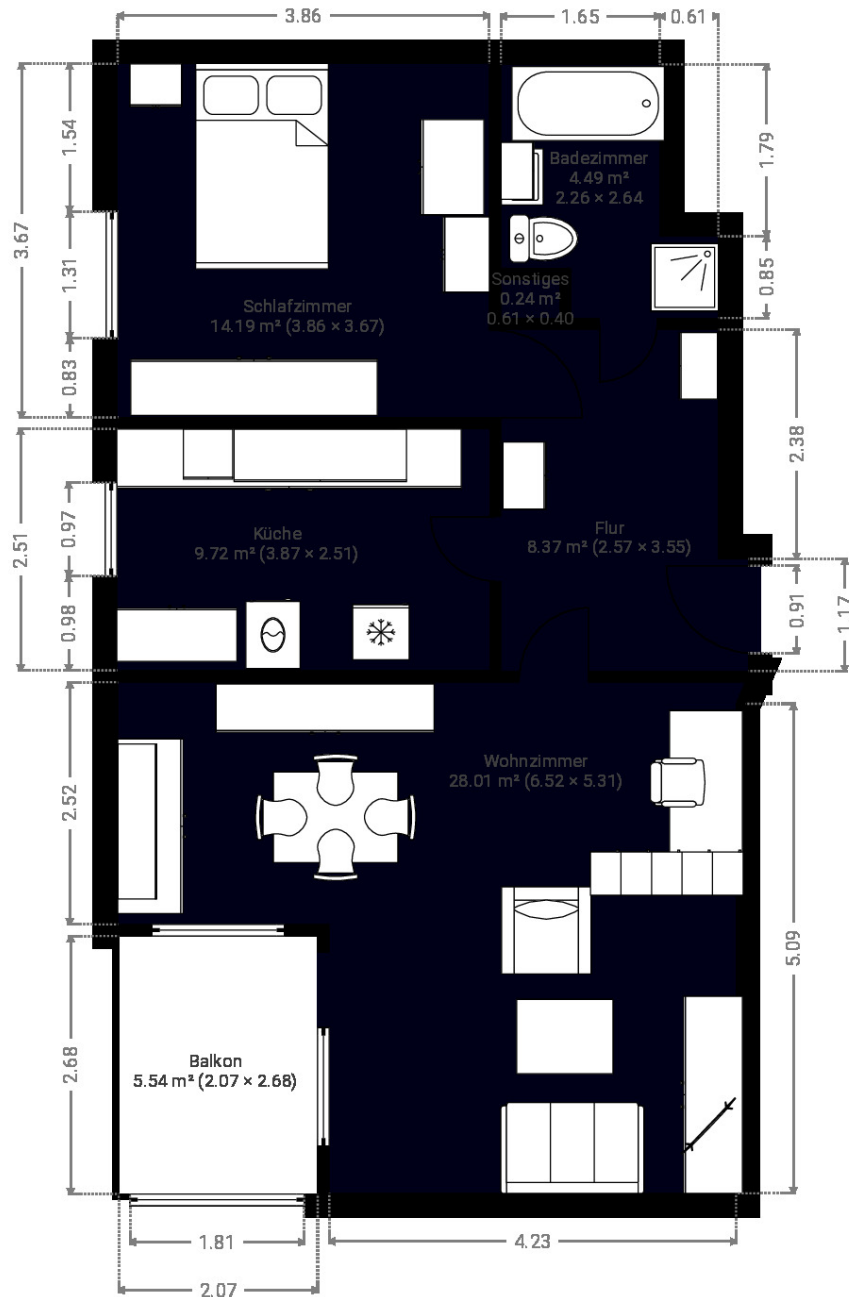 3.86
1.65
0.61
1.54
1.79
3.67
Badezimmer
4.49 m²
2.26 × 2.64
1.31
0.85
Sonstiges
0.24 m²
0.61 × 0.40
Schlafzimmer
14.19 m² (3.86 × 3.67)
0.83
2.38
2.51
0.97
Küche
9.72 m² (3.87 × 2.51)
Flur
8.37 m² (2.57 × 3.55)
0.98
0.91
1.17
Wohnzimmer
28.01 m² (6.52 × 5.31)
2.52
5.09
2.68
Balkon
5.54 m² (2.07 × 2.68)
1.81
4.23
2.07